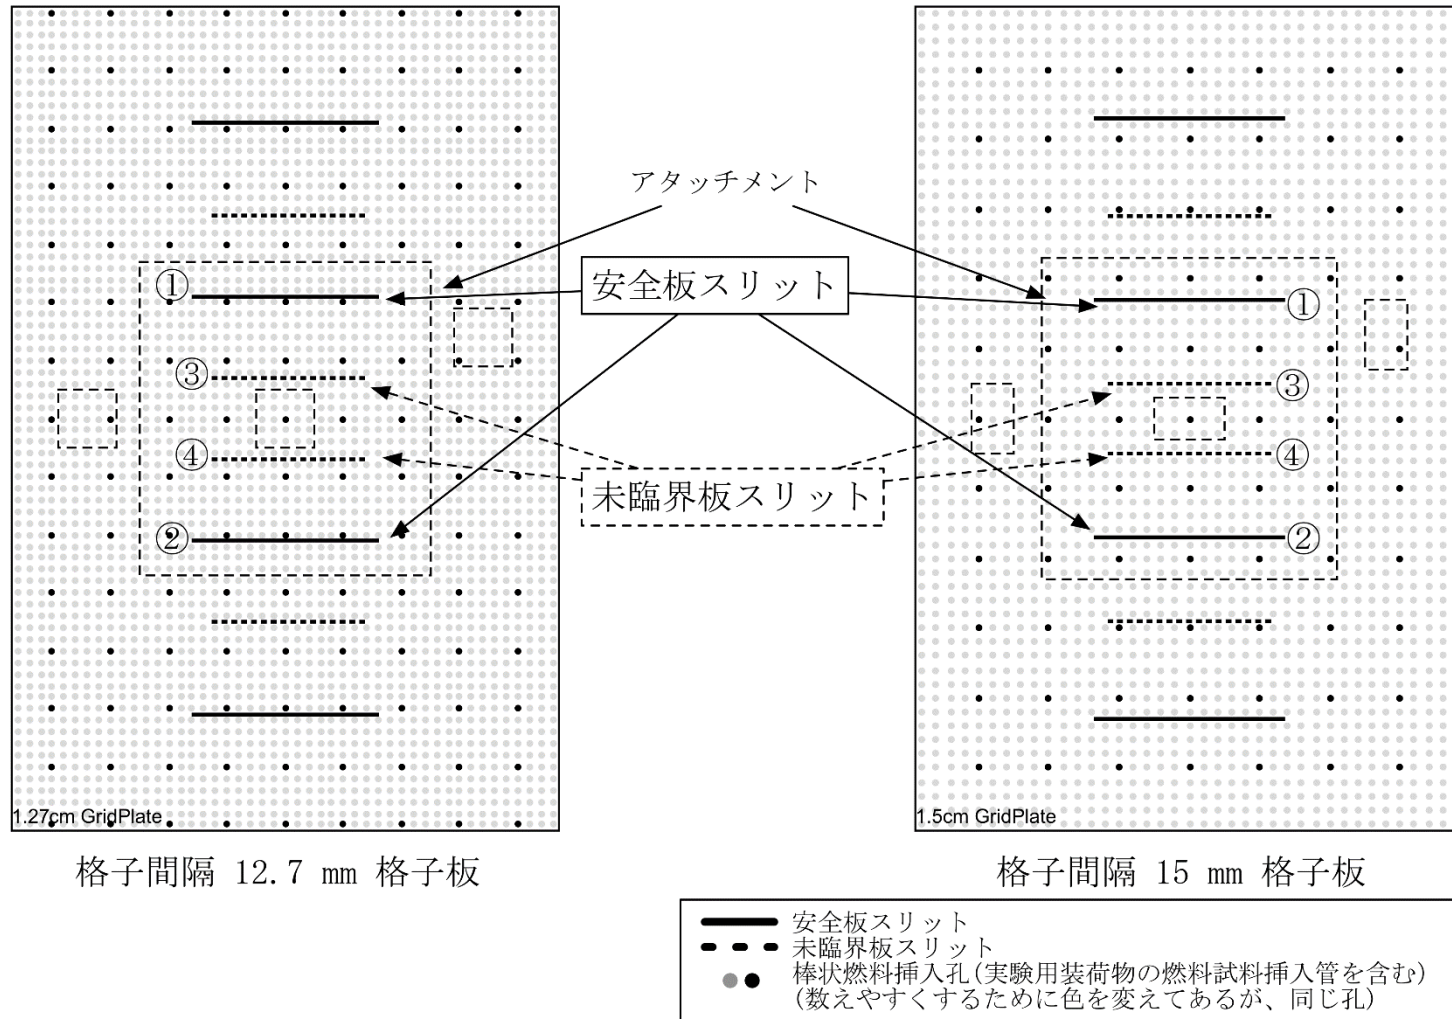 アタッチメント
安全板スリット
①
③
④
②
①
③
④
②
未臨界板スリット
1.27cm GridPlate
1.5cm GridPlate
格子間隔 12.7 mm 格子板
格子間隔 15 mm 格子板
安全板スリット
未臨界板スリット
棒状燃料挿入孔(実験用装荷物の燃料試料挿入管を含む)
(数えやすくするために色を変えてあるが、同じ孔)